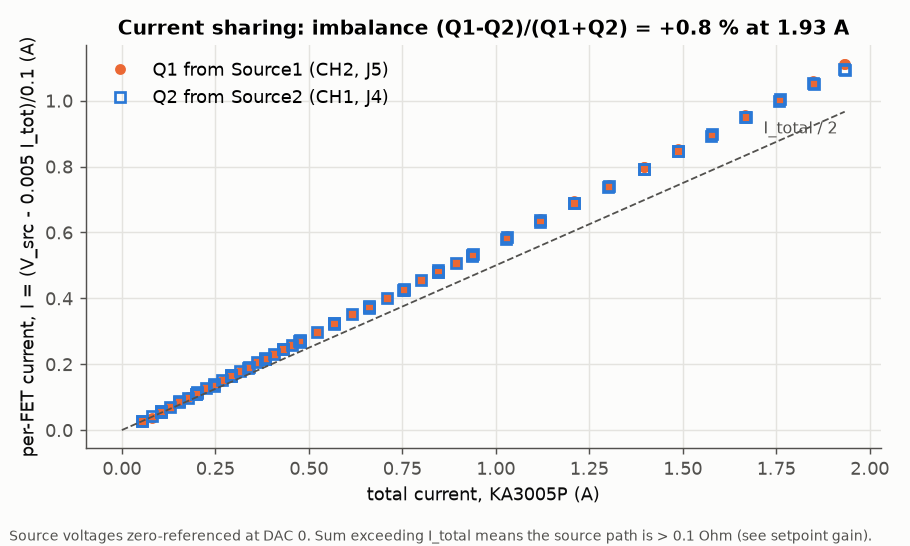 Current sharing: imbalance (Q1-Q2)/(Q1+Q2) = +0.8 % at 1.93 A
Q1 from Source1 (CH2, J5)
Q2 from Source2 (CH1, J4)
I_total / 2
per-FET current, I = (V_src - 0.005 I_tot)/0.1 (A)
1.0
0.8
0.6
0.4
0.2
0.0
0.00 0.25 0.50 0.75 1.00 1.25 1.50 1.75 2.00
total current, KA3005P (A)
Source voltages zero-referenced at DAC 0. Sum exceeding I_total means the source path is > 0.1 Ohm (see setpoint gain).